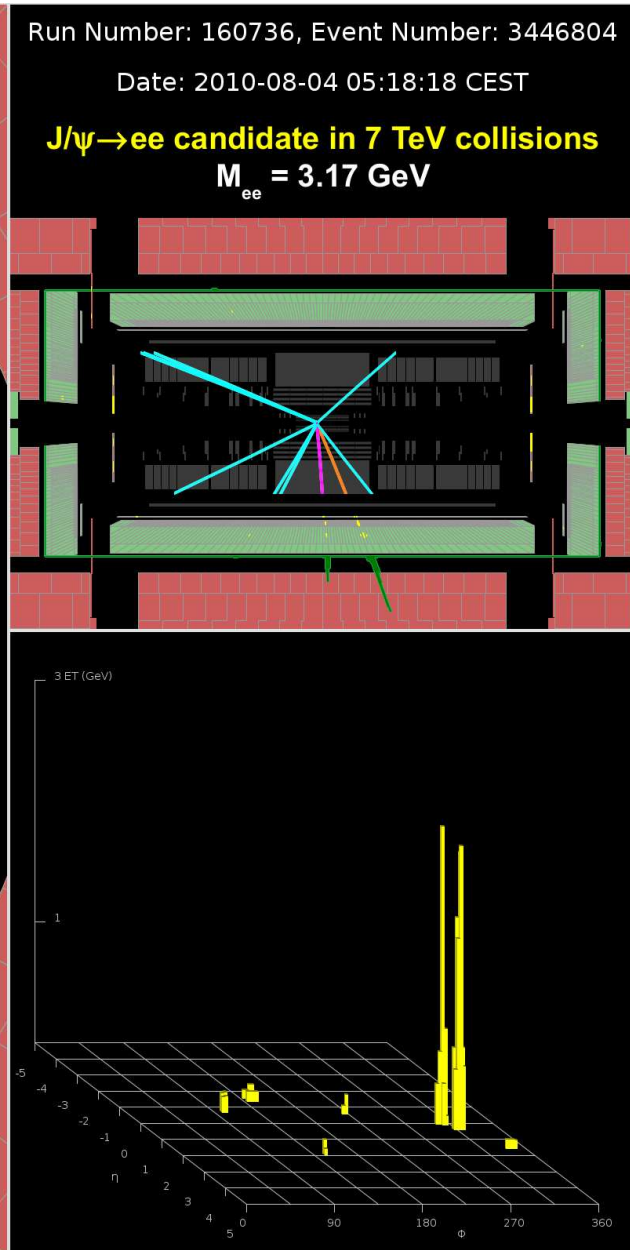 Run Number: 160736, Event Number: 3446804
Date: 2010-08-04 05:18:18 CEST
J/ψ→ee candidate in 7 TeV collisions
M_ee = 3.17 GeV
3 ET (GeV)
1
-5
-4
-3
-2
-1
0
1
2
3
4
5
η
0
90
180
270
360
Φ